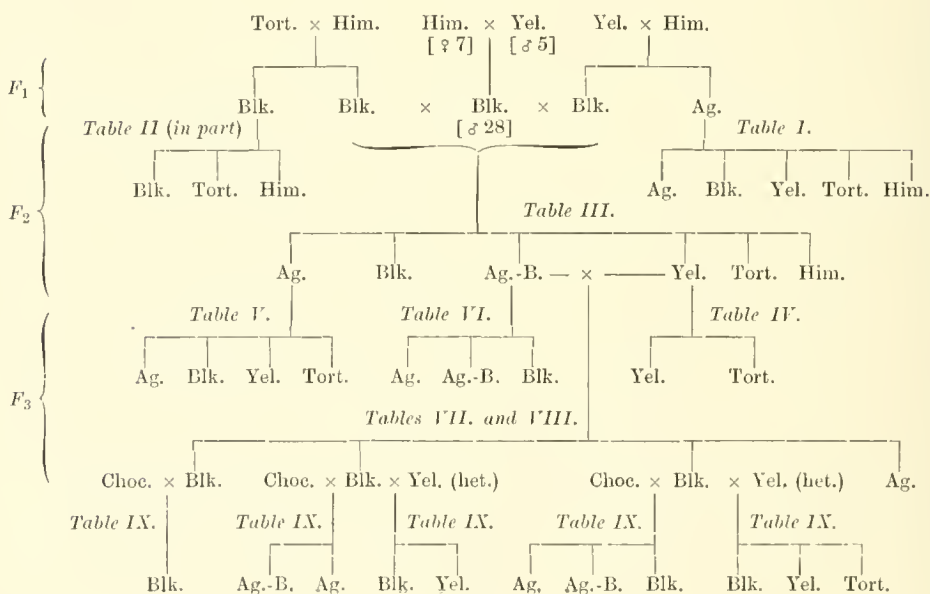 Tort. × Him. Him. × Yel. Yel. × Him.
[♀ 7] [♂ 5]
F1
Blk. Blk. × Blk. × Blk. Ag.
Table II (in part) [♂ 28] Table I.
Blk. Tort. Him. Ag. Blk. Yel. Tort. Him.
F2
Table III.
Ag. Blk. Ag.-B. — × — Yel. Tort. Him.
Table V. Table VI. Table IV.
Ag. Blk. Yel. Tort. Ag. Ag.-B. Blk. Yel. Tort.
F3
Tables VII. and VIII.
Choc. × Blk. Choc. × Blk. × Yel. (het.) Choc. × Blk. × Yel. (het.) Ag.
Table IX. Table IX. Table IX. Table IX. Table IX.
Blk. Ag.-B. Ag. Blk. Yel. Ag. Ag.-B. Blk. Blk. Yel. Tort.